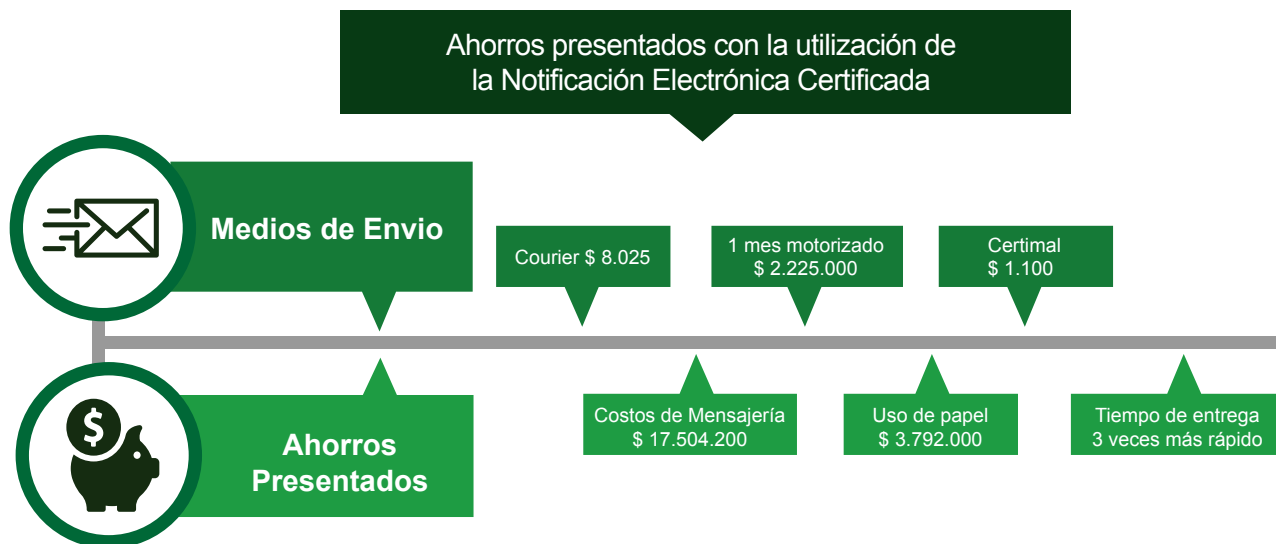 Ahorros presentados con la utilización de
la Notificación Electrónica Certificada
Medios de Envio
Courier $ 8.025
1 mes motorizado
$ 2.225.000
Certimal
$ 1.100
$
Ahorros
Presentados
Costos de Mensajería
$ 17.504.200
Uso de papel
$ 3.792.000
Tiempo de entrega
3 veces más rápido